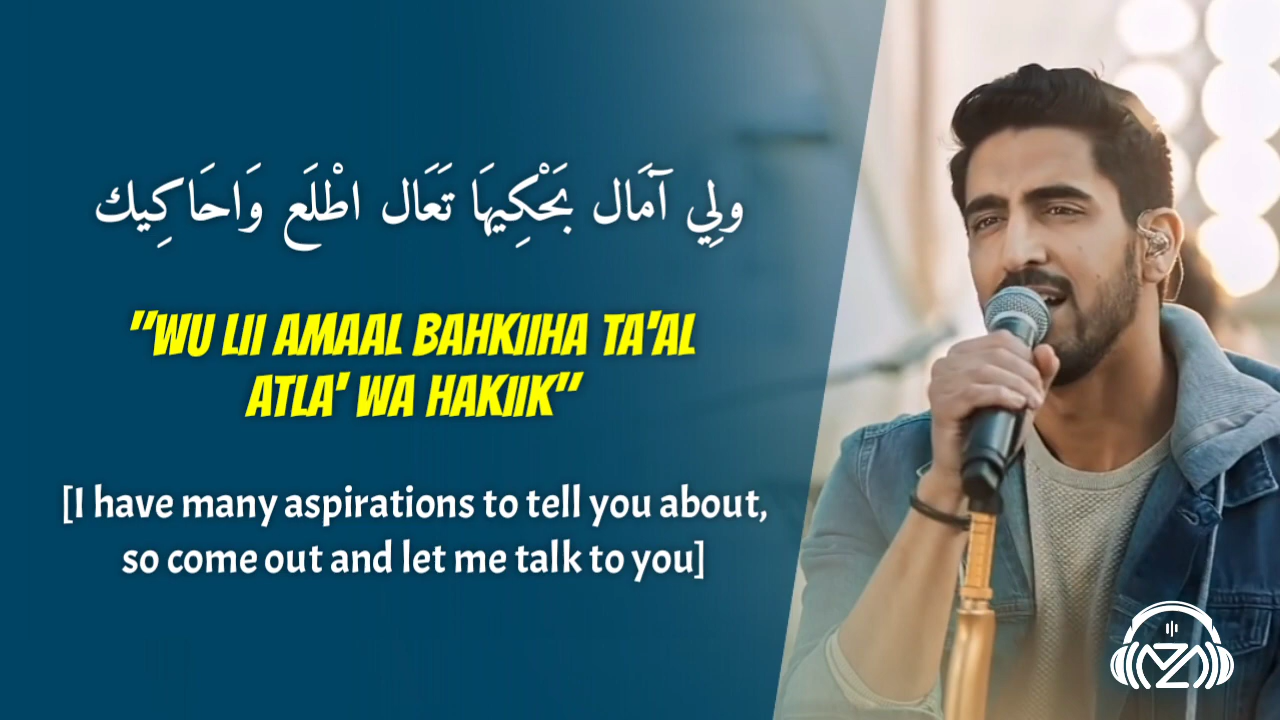 ولِي آمَال بَحْكِيهَا تَعَال اطْلَع وَاحَاكِيك
"WU LII AMAAL BAHKIIHA TA'AL
ATLA' WA HAKIIK"
[I have many aspirations to tell you about,
so come out and let me talk to you]